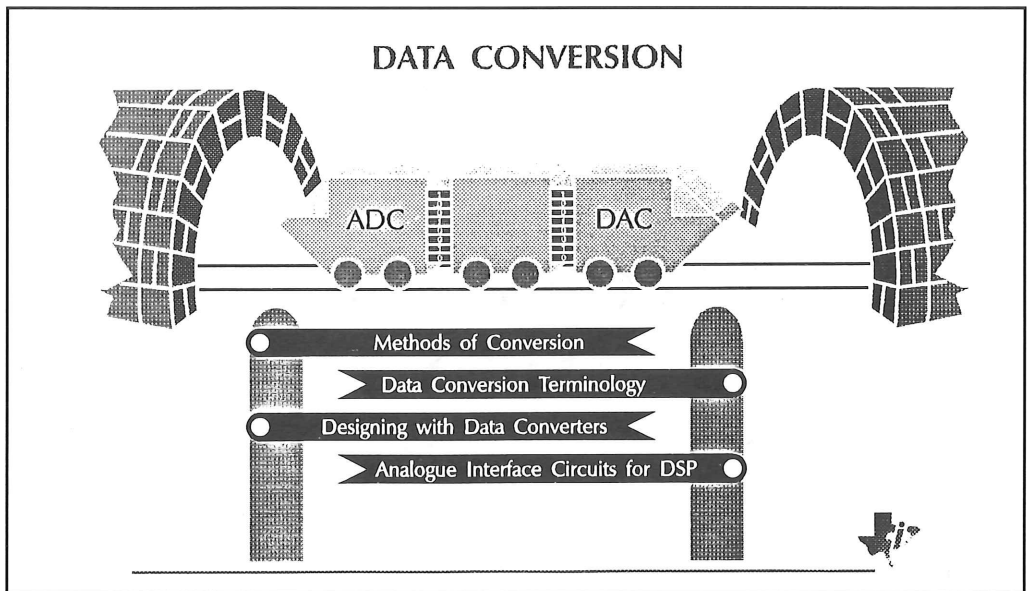 DATA CONVERSION
ADC
DAC
Methods of Conversion
Data Conversion Terminology
Designing with Data Converters
Analogue Interface Circuits for DSP